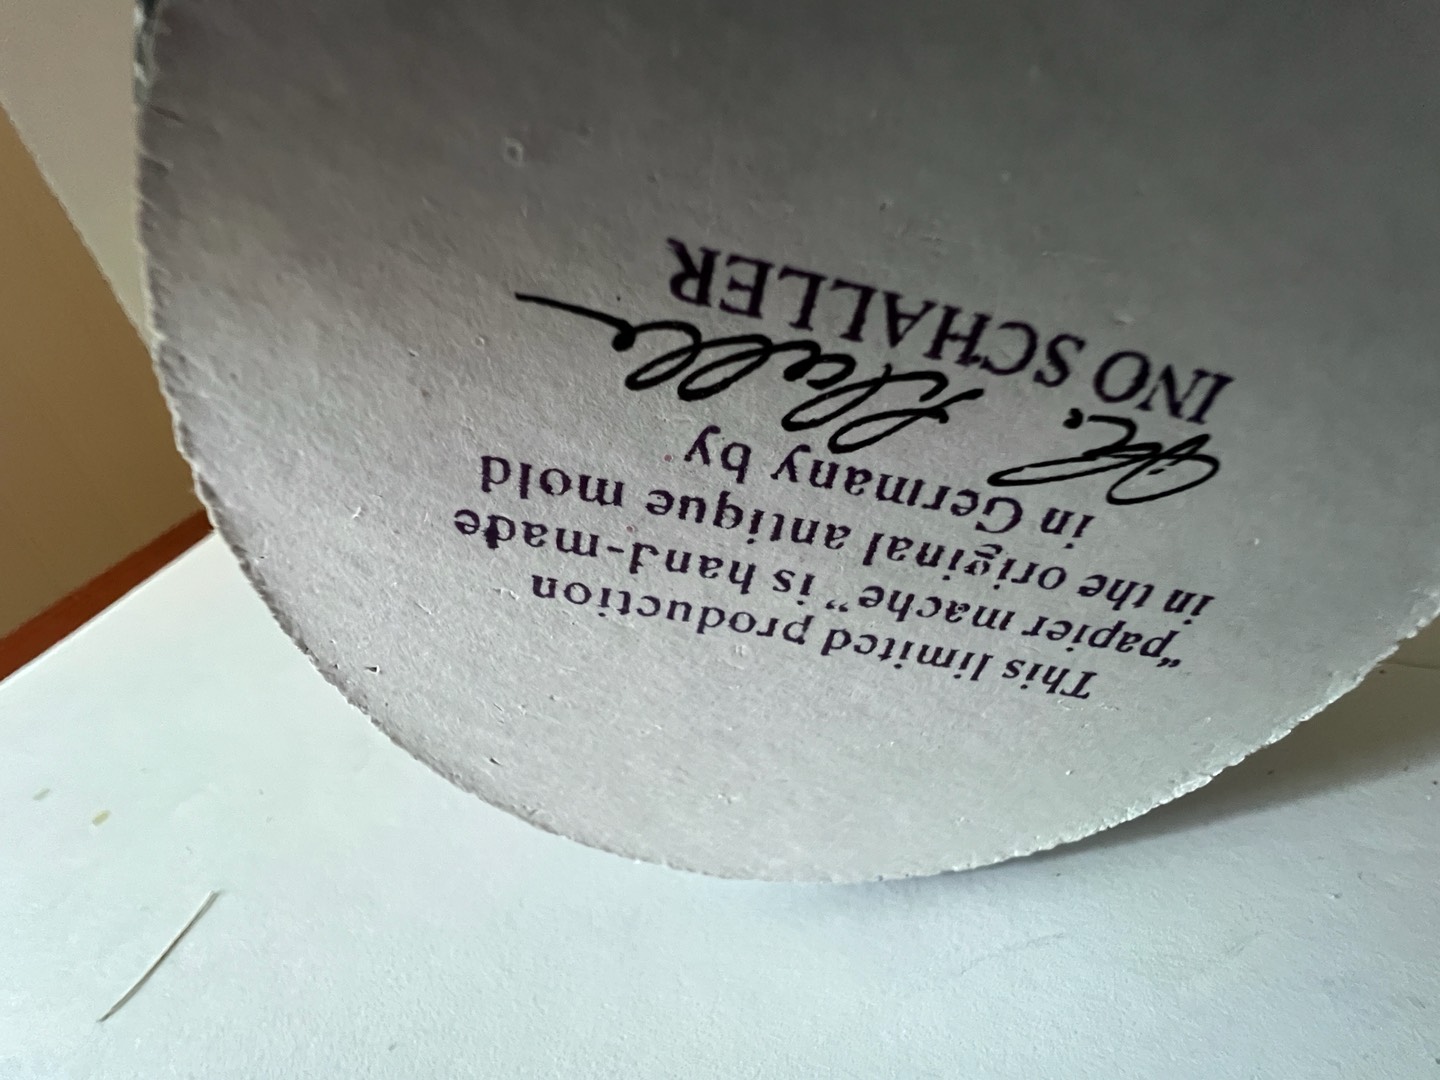 This limited production
“papier mache” is hand-made
in the original antique mold
in Germany by
INO SCHALLER